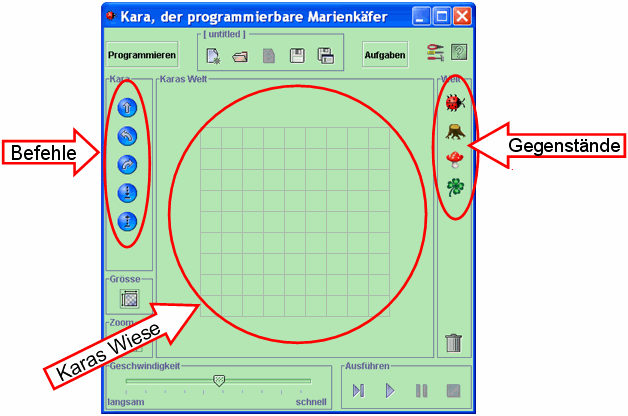 Kara, der programmierbare Marienkäfer
[ untitled ]
Programmieren
Aufgaben
Kara
Karas Welt
Welt
Befehle
Gegenstände
Grösse
Zoom
Karas Wiese
Geschwindigkeit
langsam
schnell
Ausführen